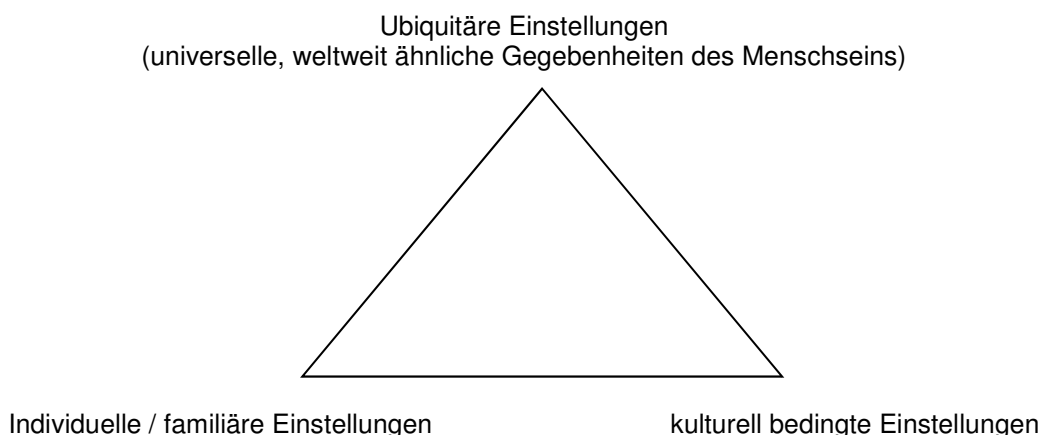 Ubiquitäre Einstellungen
(universelle, weltweit ähnliche Gegebenheiten des Menschseins)
Individuelle / familiäre Einstellungen
kulturell bedingte Einstellungen